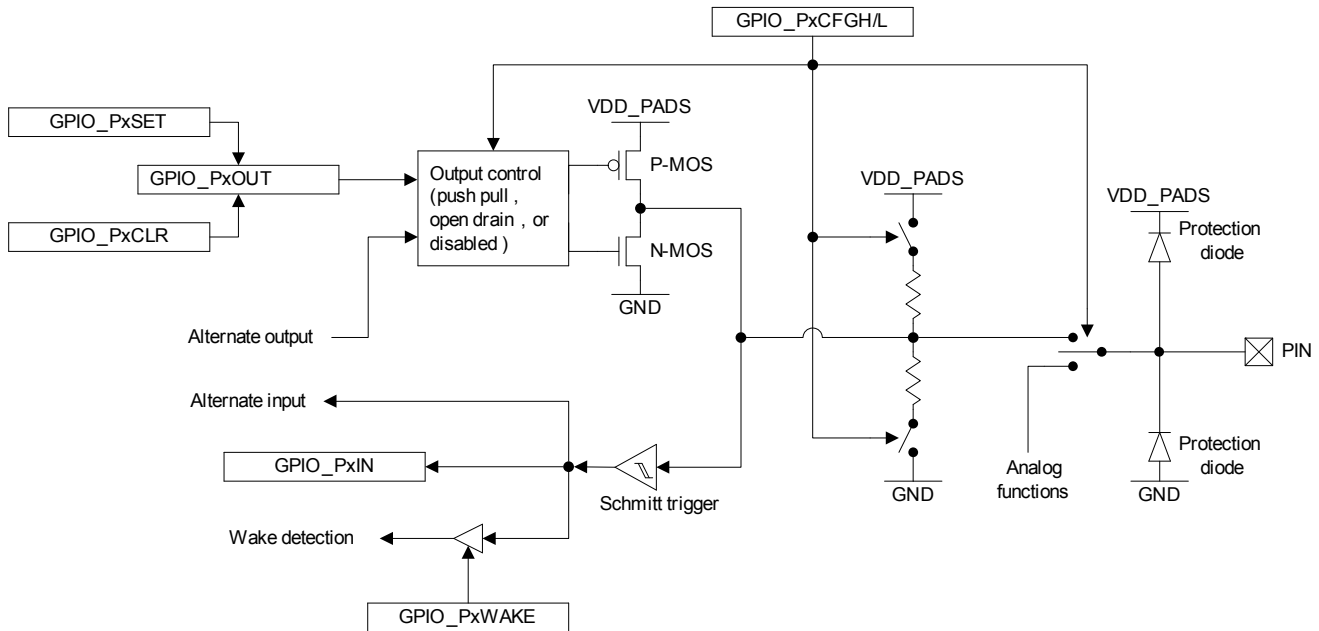 GPIO_PxCFGH/L
VDD_PADS
GPIO_PxSET
P-MOS
GPIO_PxOUT
Output control
(push pull ,
open drain , or
disabled )
VDD_PADS
VDD_PADS
Protection
diode
GPIO_PxCLR
N-MOS
GND
Alternate output
PIN
Alternate input
GPIO_PxIN
Schmitt trigger
Analog
functions
GND
Protection
diode
GND
Wake detection
GPIO_PxWAKE